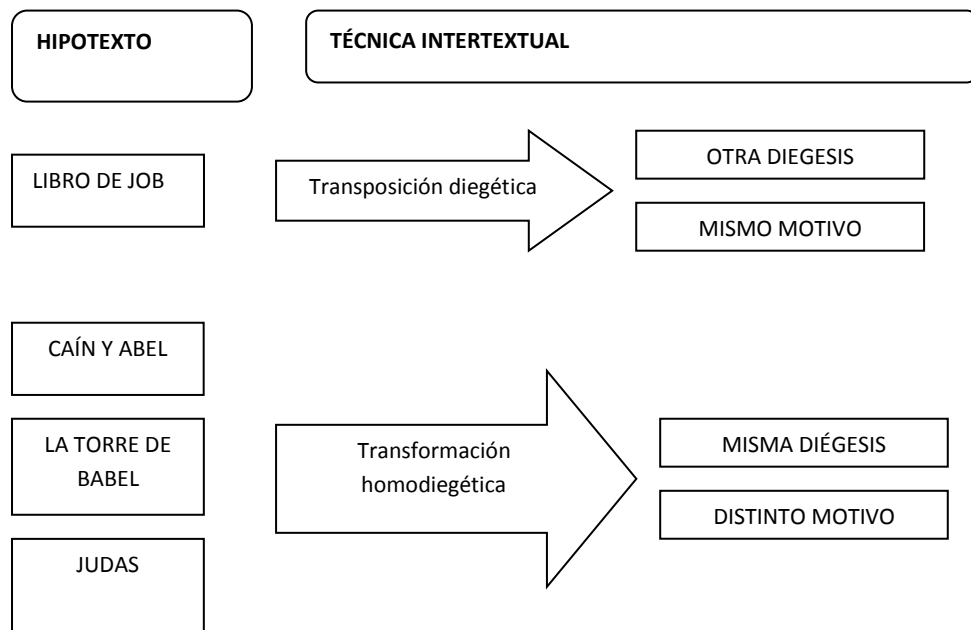 HIPOTEXTO
TÉCNICA INTERTEXTUAL
LIBRO DE JOB
Transposición diegética
OTRA DIEGESIS
MISMO MOTIVO
CAÍN Y ABEL
LA TORRE DE
BABEL
JUDAS
Transformación
homodiegética
MISMA DIÉGESIS
DISTINTO MOTIVO